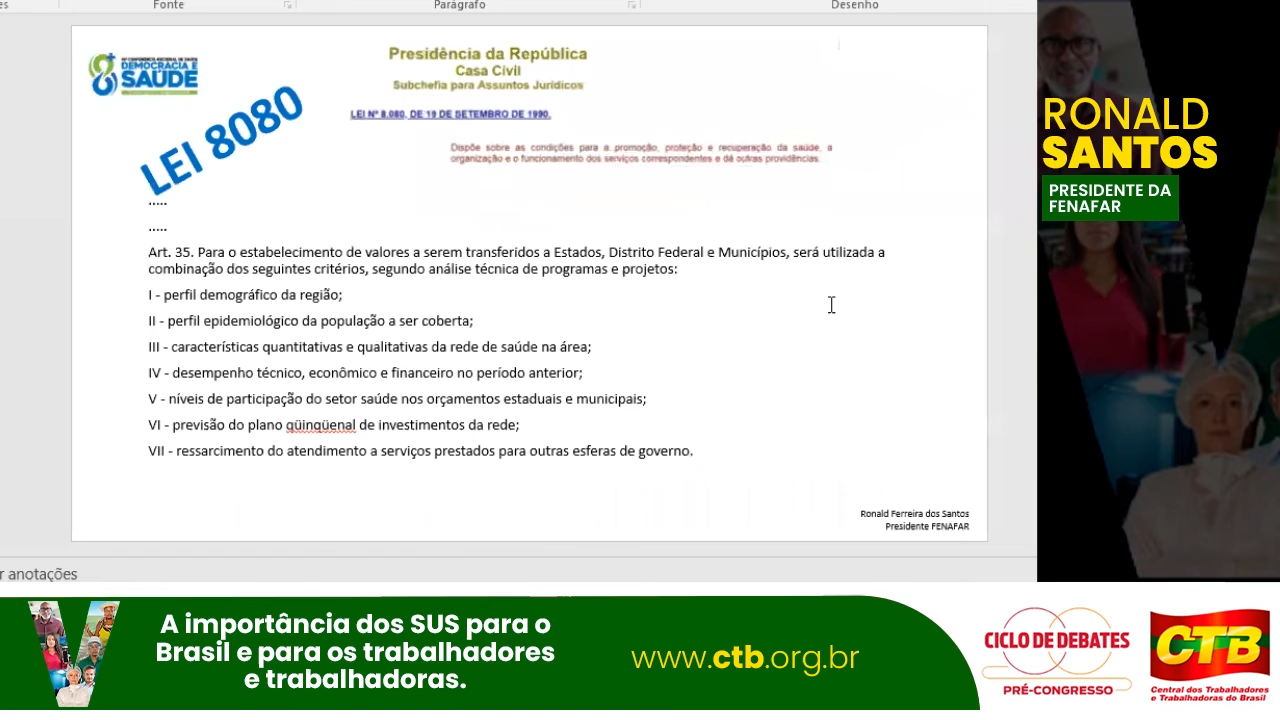 Fonte
Parágrafo
Desenho
DEMOCRACIA E
SAÚDE
Presidência da República
Casa Civil
Subchefia para Assuntos Jurídicos
LEI 8080
LEI Nº 8.080, DE 19 DE SETEMBRO DE 1990.
Dispõe sobre as condições para a promoção, proteção e recuperação da saúde, a
organização e o funcionamento dos serviços correspondentes e dá outras providências.
.....
.....
Art. 35. Para o estabelecimento de valores a serem transferidos a Estados, Distrito Federal e Municípios, será utilizada a
combinação dos seguintes critérios, segundo análise técnica de programas e projetos:
I - perfil demográfico da região;
II - perfil epidemiológico da população a ser coberta;
III - características quantitativas e qualitativas da rede de saúde na área;
IV - desempenho técnico, econômico e financeiro no período anterior;
V - níveis de participação do setor saúde nos orçamentos estaduais e municipais;
VI - previsão do plano qüinqüenal de investimentos da rede;
VII - ressarcimento do atendimento a serviços prestados para outras esferas de governo.
Ronald Ferreira dos Santos
Presidente FENAFAR
r anotações
RONALD
SANTOS
PRESIDENTE DA
FENAFAR
A importância dos SUS para o
Brasil e para os trabalhadores
e trabalhadoras.
www.ctb.org.br
CICLO DE DEBATES
PRÉ-CONGRESSO
CTB
Central dos Trabalhadores
e Trabalhadoras do Brasil